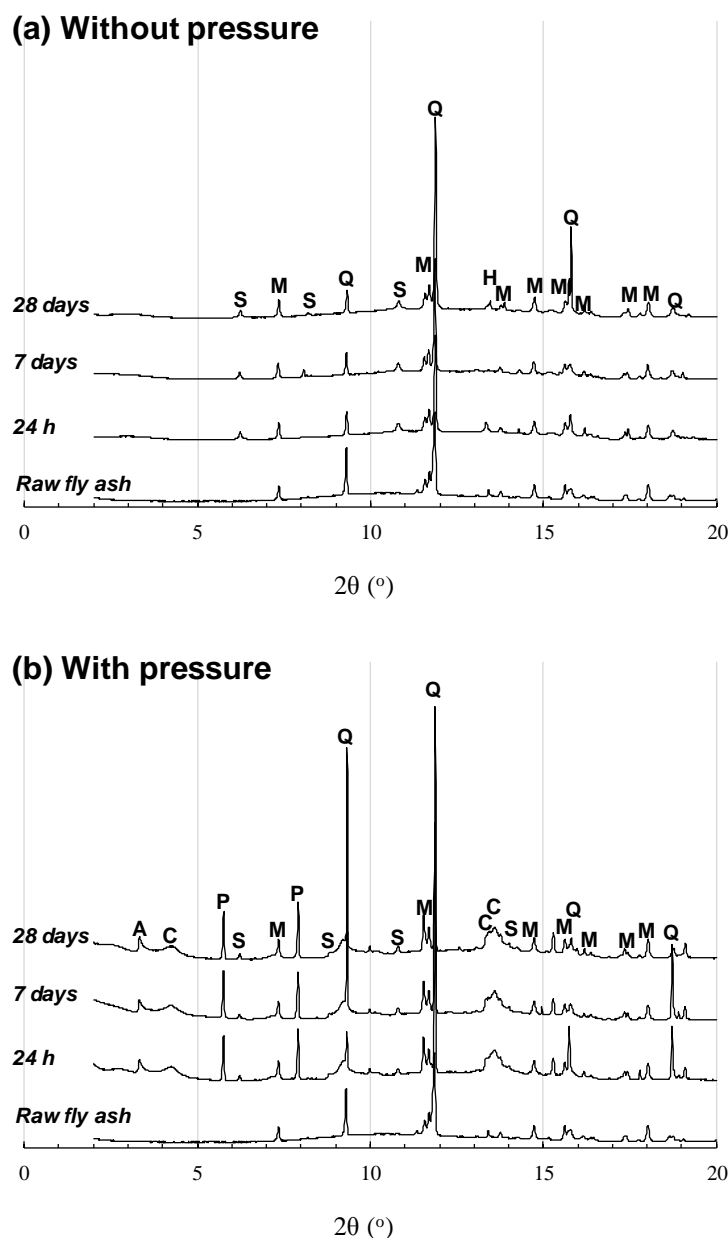 (a) Without pressure
Q
Q
S M S Q S M H M M M M M M Q
28 days
7 days
24 h
Raw fly ash
0 5 10 15 20
2θ (°)
(b) With pressure
Q
Q
P P
A C S M S S M C C S M M Q M M M Q
28 days
7 days
24 h
Raw fly ash
0 5 10 15 20
2θ (°)